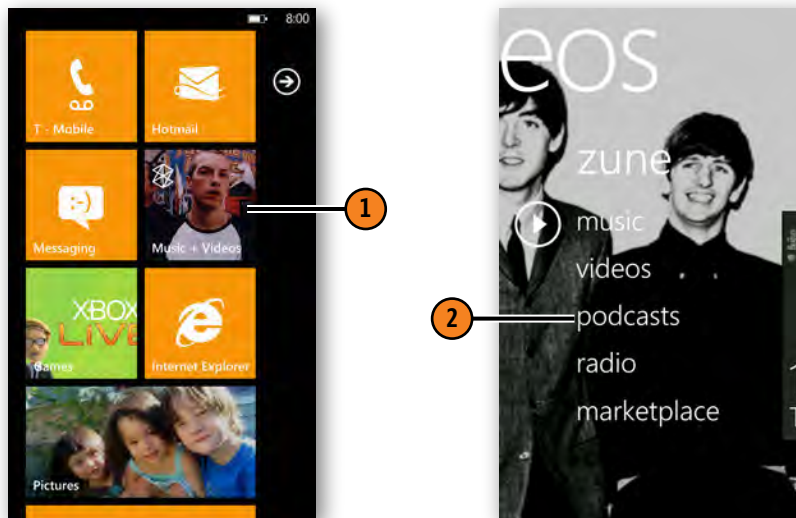 8:00
T - Mobile
Hotmail
:-)
Messaging
Music + Videos
1
XBOX
LIVE
Games
Internet Explorer
Pictures
eos
zune
music
videos
2
podcasts
radio
marketplace